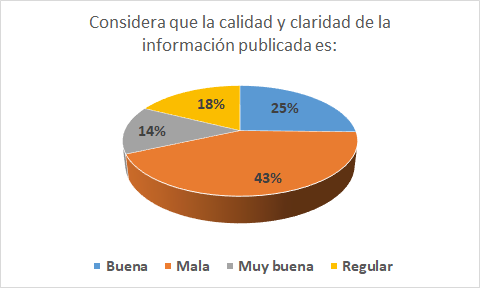 Considera que la calidad y claridad de la
información publicada es:
18%
25%
14%
43%
Buena
Mala
Muy buena
Regular